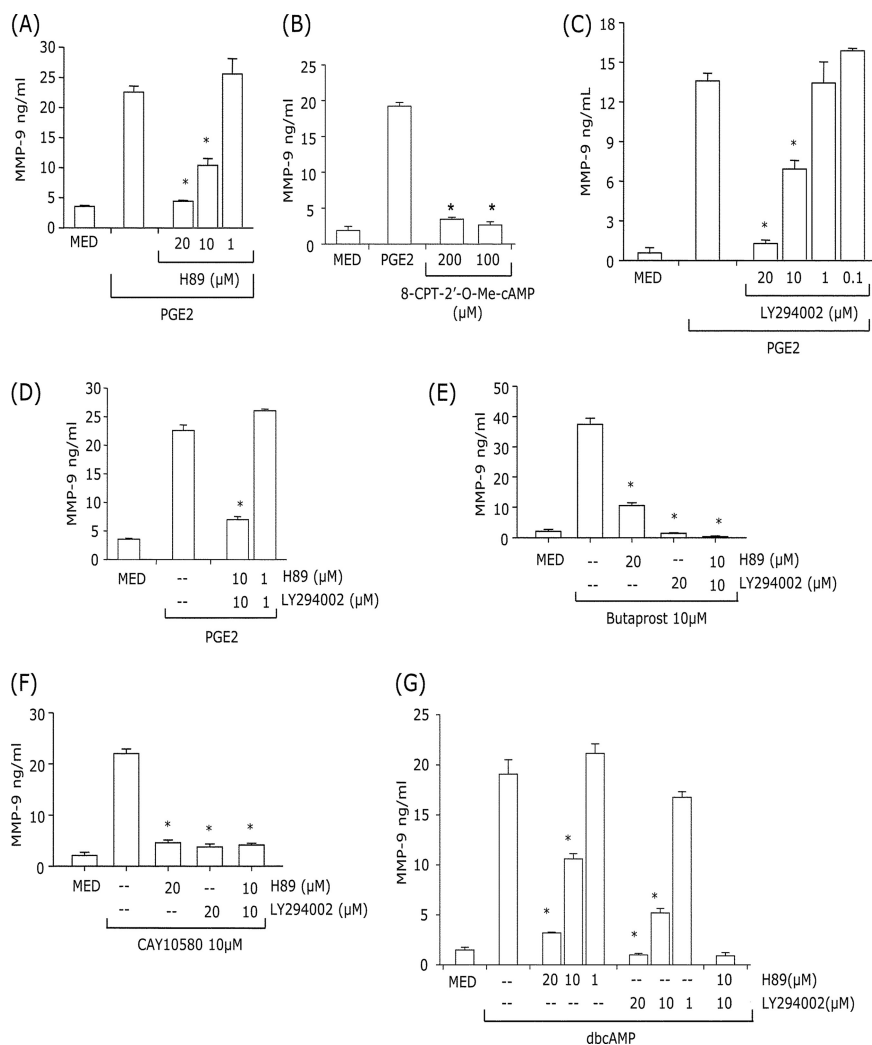 (A)
MMP-9 ng/ml
30
25
20
15
10
5
0
*
*
MED
20 10 1
H89 (µM)
PGE2
(B)
MMP-9 ng/ml
25
20
15
10
5
0
*
*
MED PGE2 200 100
8-CPT-2'-O-Me-cAMP
(µM)
(C)
MMP-9 ng/mL
18
15
12
9
6
3
0
*
*
MED
20 10 1 0.1
LY294002 (µM)
PGE2
(D)
MMP-9 ng/ml
30
25
20
15
10
5
0
*
MED -- 10 1 H89 (µM)
-- 10 1 LY294002 (µM)
PGE2
(E)
MMP-9 ng/ml
50
40
30
20
10
0
*
*
*
MED -- 20 -- 10 H89 (µM)
-- -- 20 10 LY294002 (µM)
Butaprost 10µM
(F)
MMP-9 ng/ml
30
20
10
0
*
*
*
MED -- 20 -- 10 H89 (µM)
-- -- 20 10 LY294002 (µM)
CAY10580 10µM
(G)
MMP-9 ng/ml
25
20
15
10
5
0
*
*
*
*
MED -- 20 10 1 -- -- -- 10 H89(µM)
-- -- -- -- 20 10 1 10 LY294002(µM)
dbcAMP